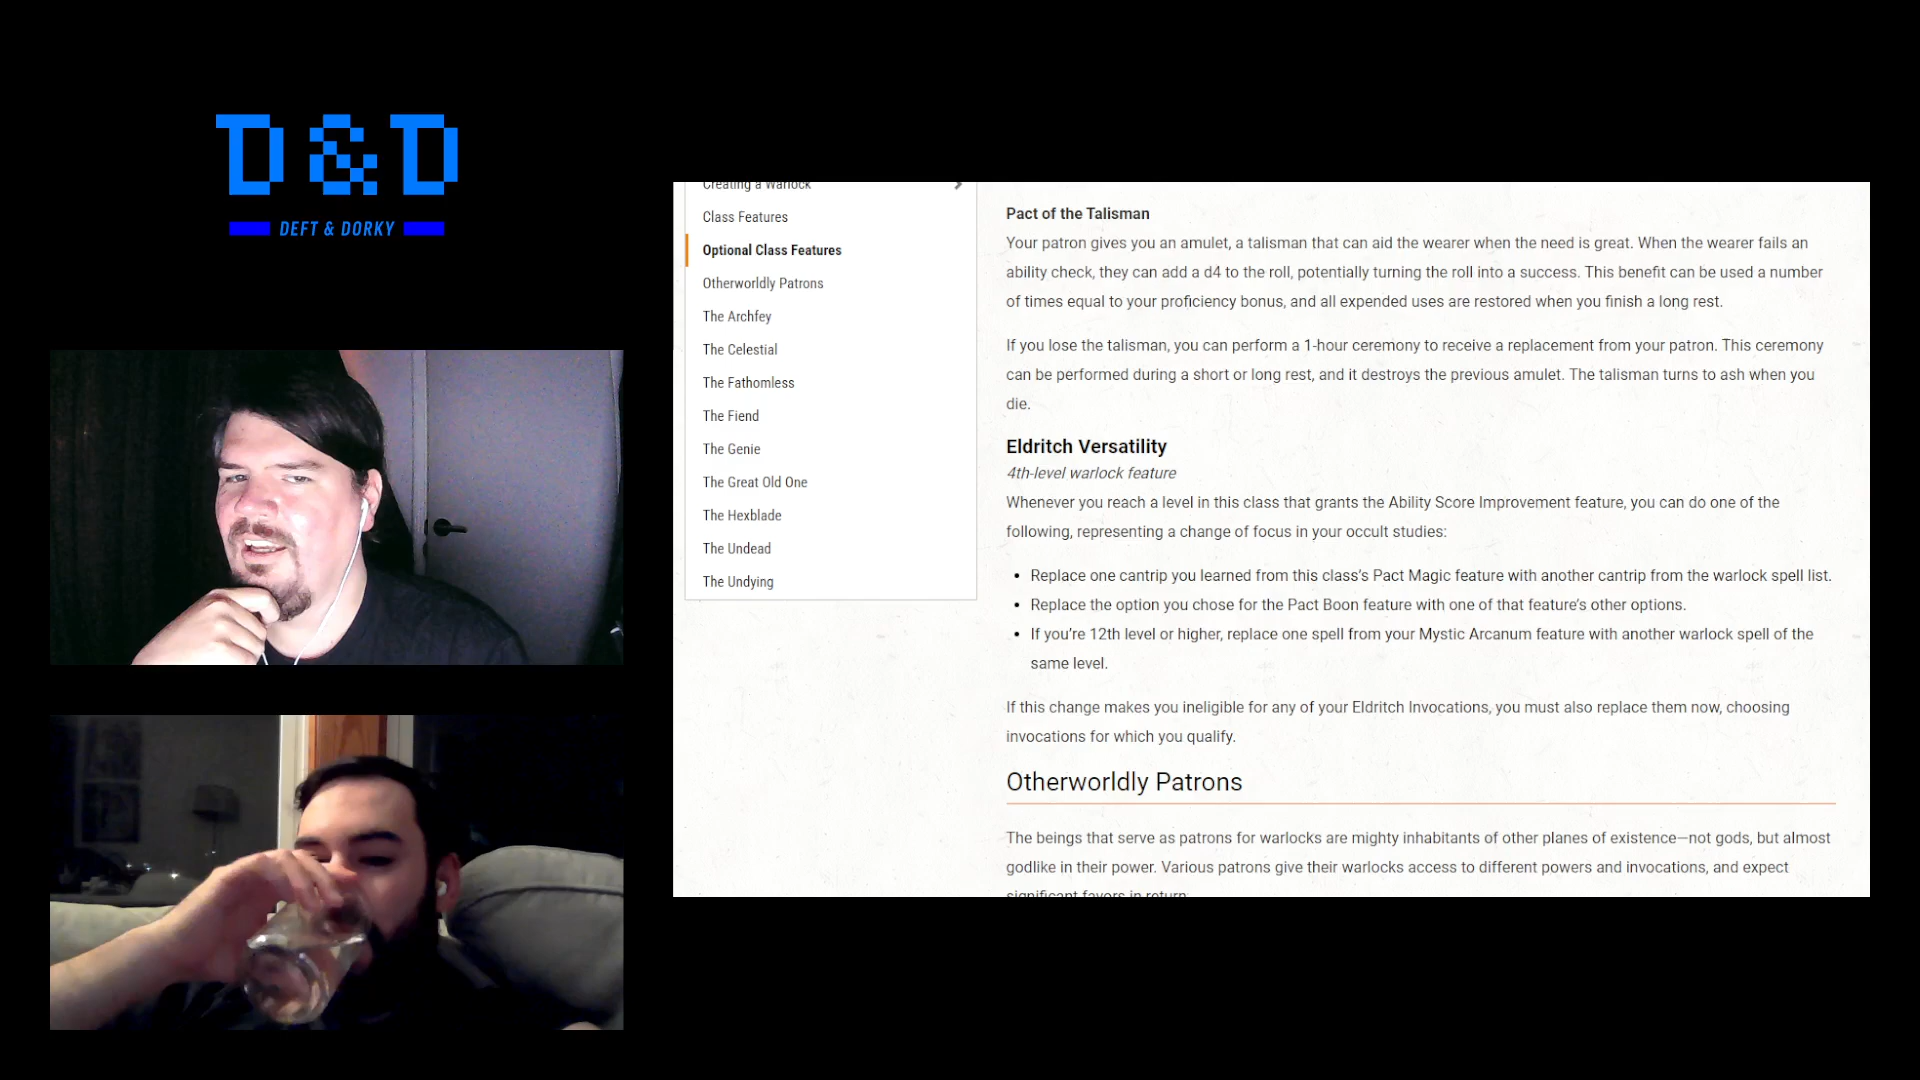 D & D
DEFT & DORKY
Creating a Warlock
Class Features
Optional Class Features
Otherworldly Patrons
The Archfey
The Celestial
The Fathomless
The Fiend
The Genie
The Great Old One
The Hexblade
The Undead
The Undying
Pact of the Talisman
Your patron gives you an amulet, a talisman that can aid the wearer when the need is great. When the wearer fails an
ability check, they can add a d4 to the roll, potentially turning the roll into a success. This benefit can be used a number
of times equal to your proficiency bonus, and all expended uses are restored when you finish a long rest.
If you lose the talisman, you can perform a 1-hour ceremony to receive a replacement from your patron. This ceremony
can be performed during a short or long rest, and it destroys the previous amulet. The talisman turns to ash when you
die.
Eldritch Versatility
4th-level warlock feature
Whenever you reach a level in this class that grants the Ability Score Improvement feature, you can do one of the
following, representing a change of focus in your occult studies:
• Replace one cantrip you learned from this class’s Pact Magic feature with another cantrip from the warlock spell list.
• Replace the option you chose for the Pact Boon feature with one of that feature’s other options.
• If you’re 12th level or higher, replace one spell from your Mystic Arcanum feature with another warlock spell of the
same level.
If this change makes you ineligible for any of your Eldritch Invocations, you must also replace them now, choosing
invocations for which you qualify.
Otherworldly Patrons
The beings that serve as patrons for warlocks are mighty inhabitants of other planes of existence—not gods, but almost
godlike in their power. Various patrons give their warlocks access to different powers and invocations, and expect
significant favors in return.